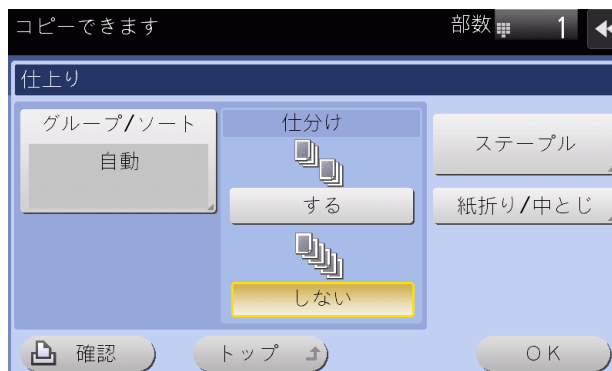 コピーできます
部数 1
仕上り
グループ/ソート
自動
仕分け
する
しない
ステープル
紙折り/中とじ
確認
トップ
OK